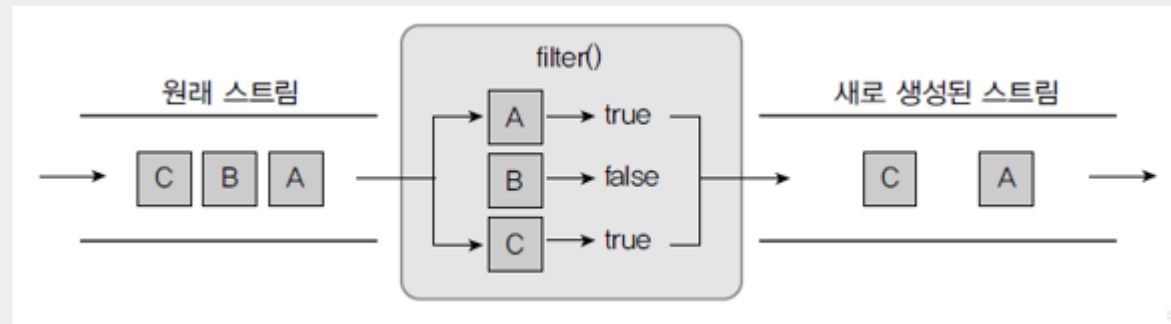 filter()
원래 스트림
새로 생성된 스트림
A true
C B A
B false
C A
C true